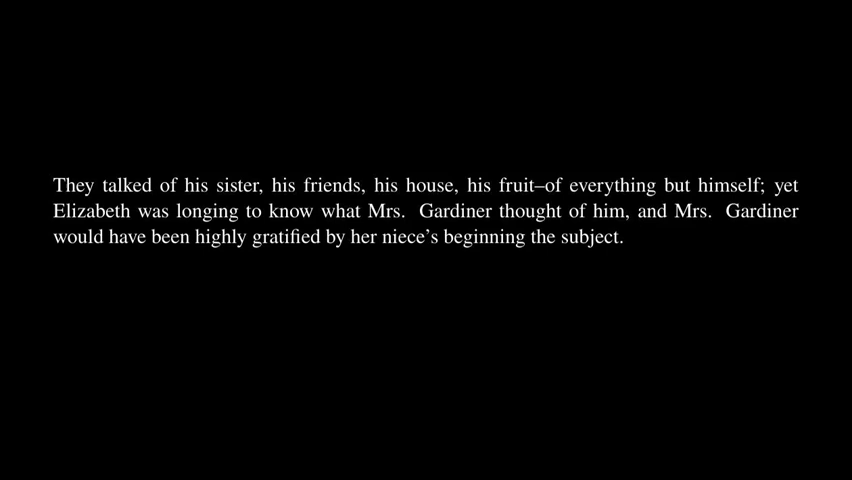 They talked of his sister, his friends, his house, his fruit–of everything but himself; yet
Elizabeth was longing to know what Mrs. Gardiner thought of him, and Mrs. Gardiner
would have been highly gratified by her niece’s beginning the subject.